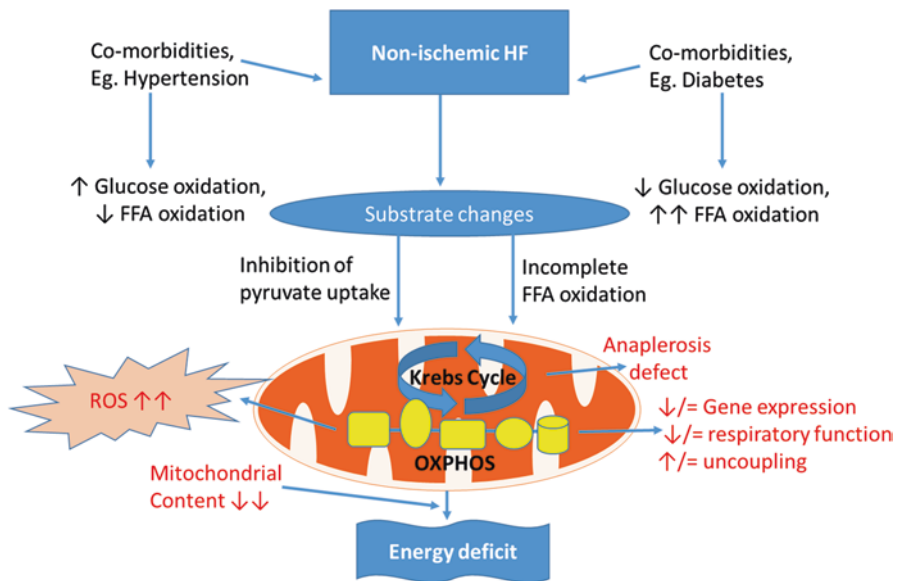 Co-morbidities,
Eg. Hypertension
Non-ischemic HF
Co-morbidities,
Eg. Diabetes
↑ Glucose oxidation,
↓ FFA oxidation
↓ Glucose oxidation,
↑↑ FFA oxidation
Substrate changes
Inhibition of
pyruvate uptake
Incomplete
FFA oxidation
Anaplerosis
defect
Krebs Cycle
ROS ↑↑
↓/= Gene expression
↓/= respiratory function
↑/= uncoupling
OXPHOS
Mitochondrial
Content ↓↓
Energy deficit